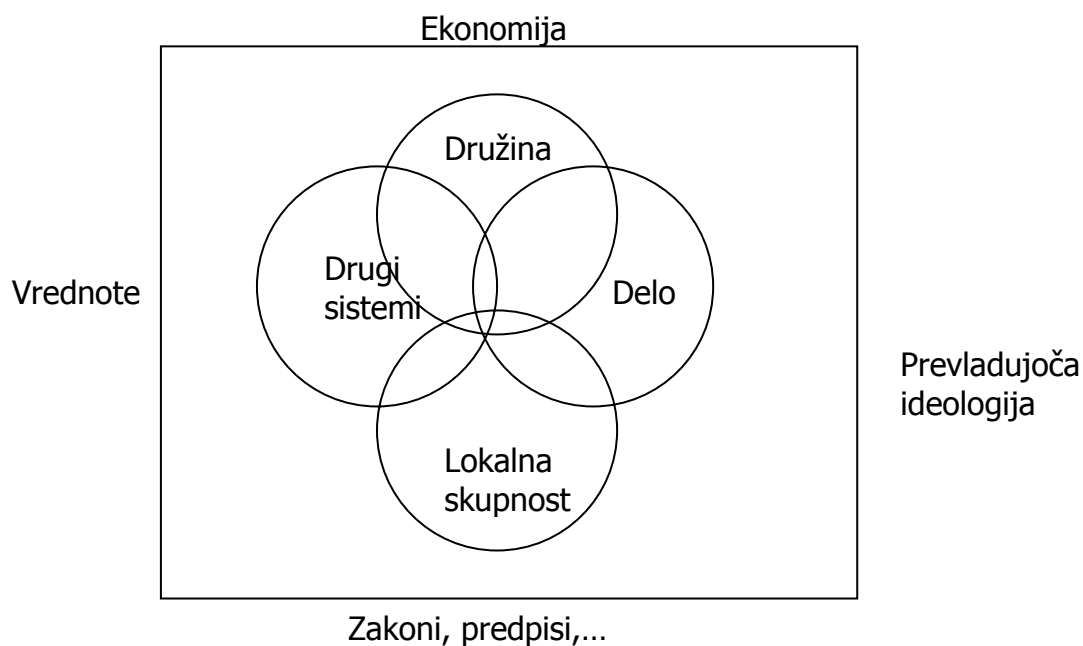 Ekonomija
Družina
Drugi
sistemi
Delo
Vrednote
Prevladujoča
ideologija
Lokalna
skupnost
Zakoni, predpisi,...